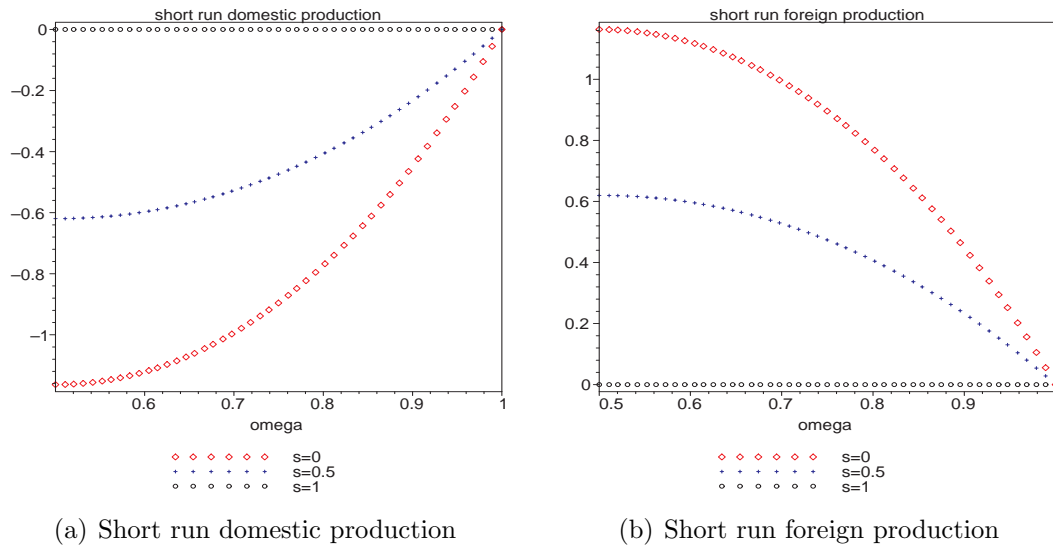 short run domestic production
0
–0.2
–0.4
–0.6
–0.8
–1
0.6 0.7 0.8 0.9 1
omega
s=0
s=0.5
s=1
(a) Short run domestic production
short run foreign production
1
0.8
0.6
0.4
0.2
0
0.5 0.6 0.7 0.8 0.9
omega
s=0
s=0.5
s=1
(b) Short run foreign production